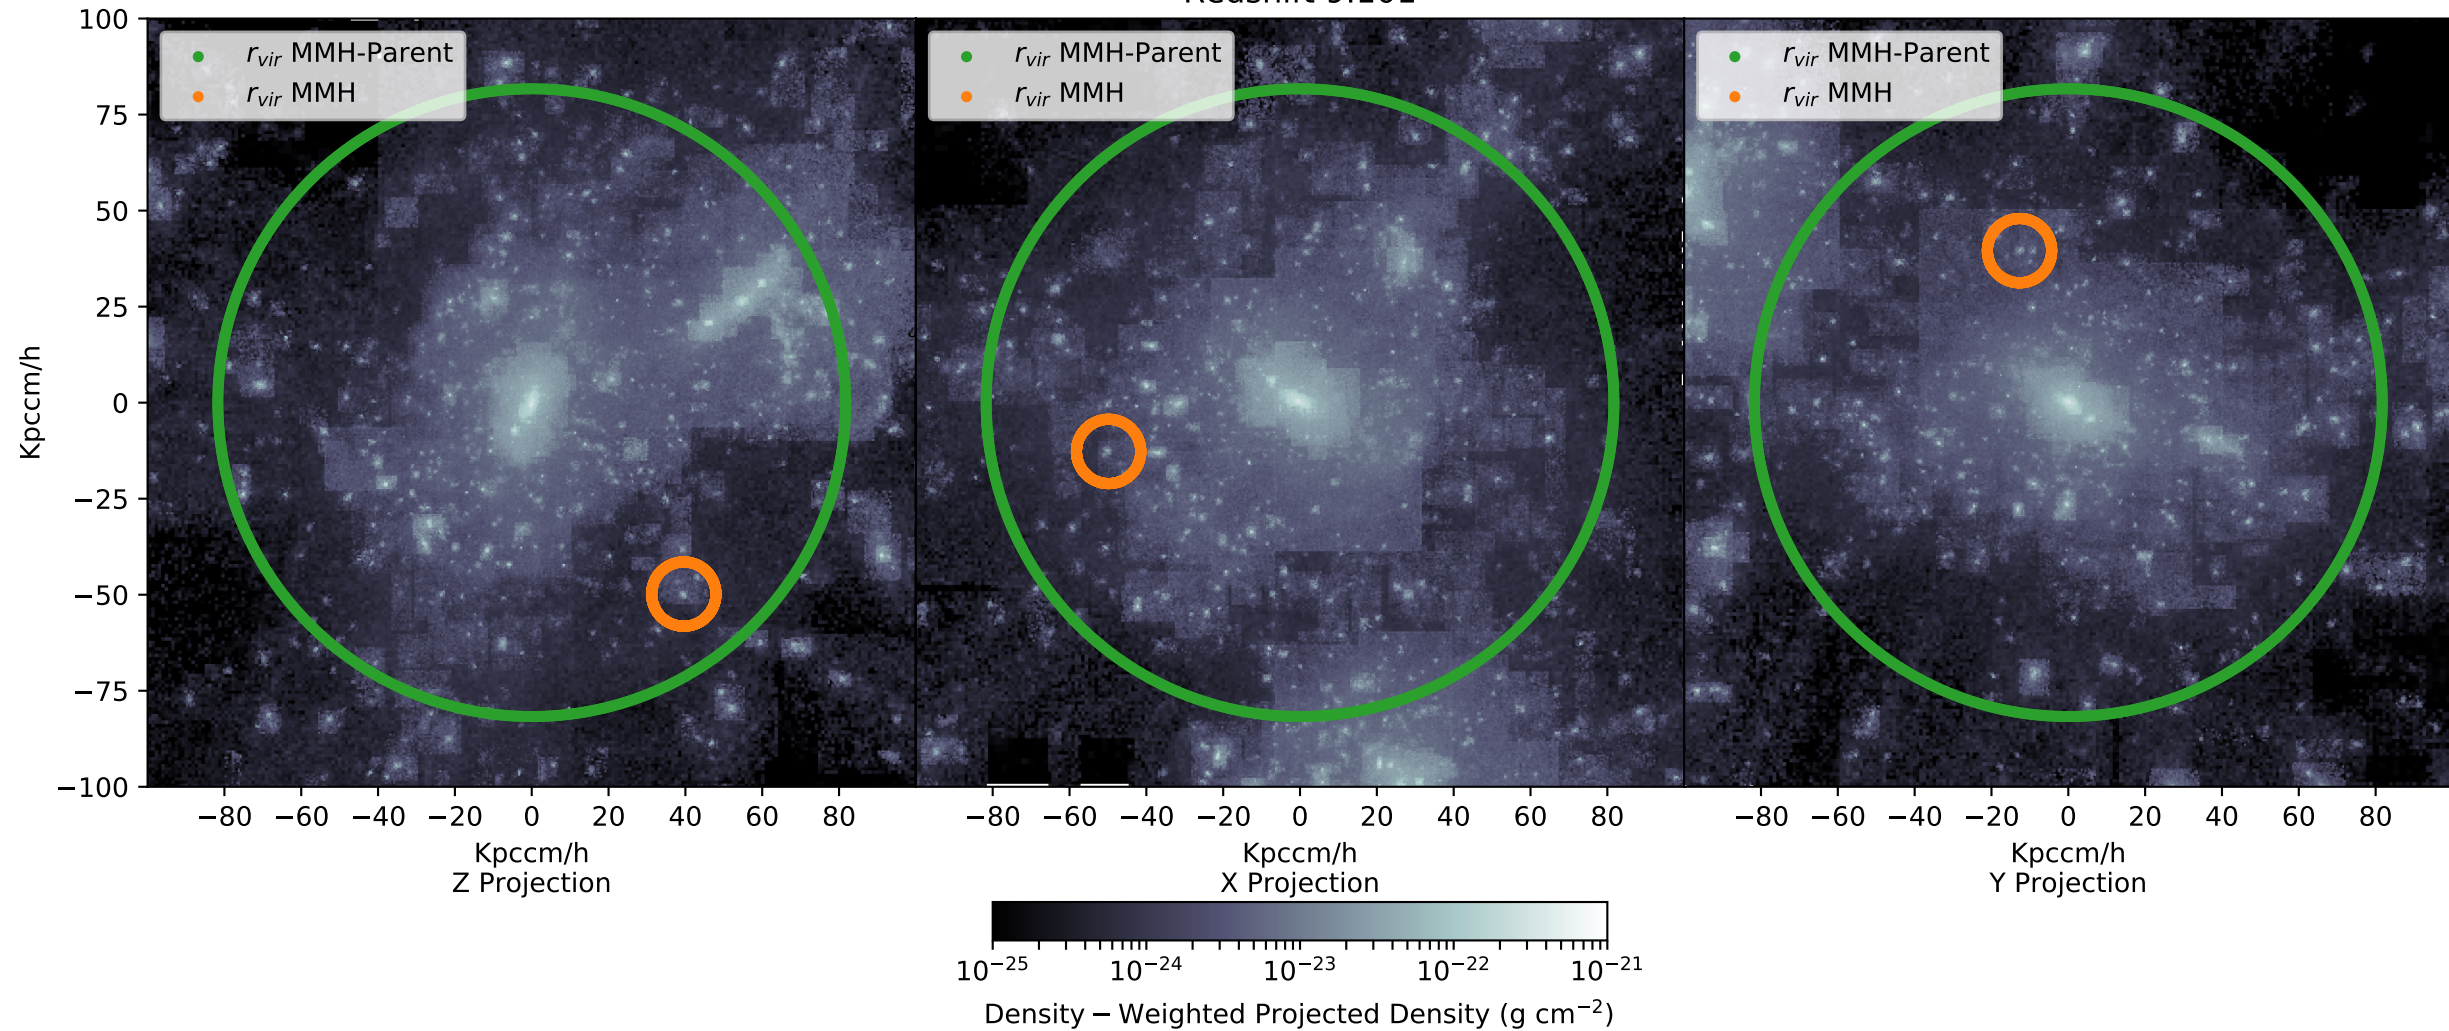 r_vir MMH-Parent
r_vir MMH
r_vir MMH-Parent
r_vir MMH
r_vir MMH-Parent
r_vir MMH
100
75
50
25
0
−25
−50
−75
−100
Kpccm/h
−80 −60 −40 −20 0 20 40 60 80
−80 −60 −40 −20 0 20 40 60 80
−80 −60 −40 −20 0 20 40 60 80
Kpccm/h
Z Projection
Kpccm/h
X Projection
Kpccm/h
Y Projection
10⁻²⁵ 10⁻²⁴ 10⁻²³ 10⁻²² 10⁻²¹
Density − Weighted Projected Density (g cm⁻²)